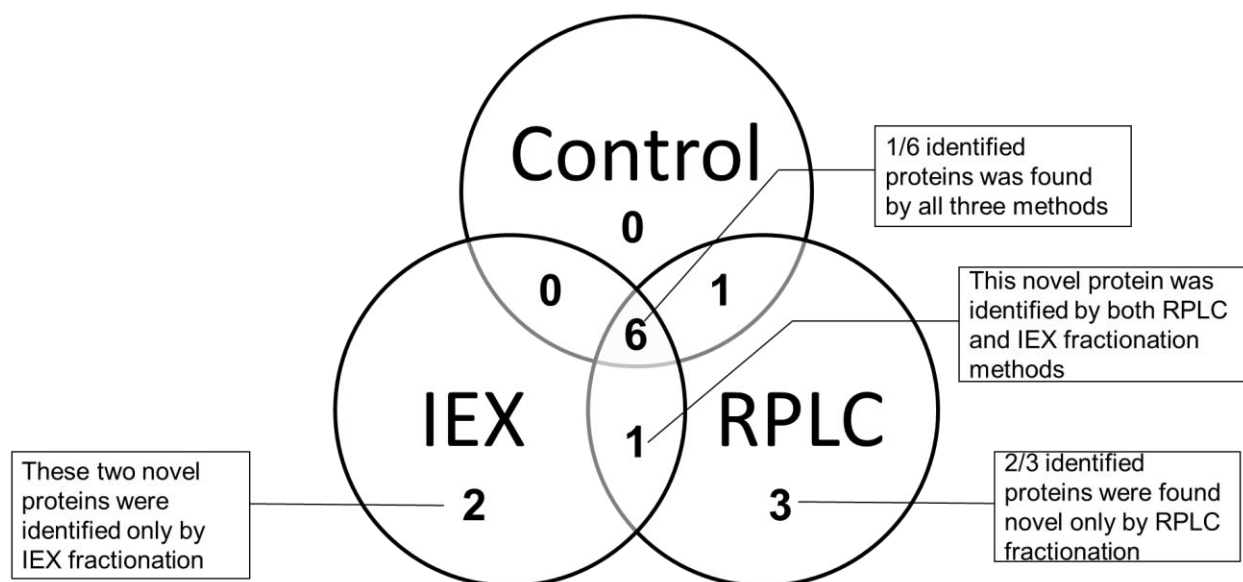 Control
0
1/6 identified
proteins was found
by all three methods
0
1
6
This novel protein was
identified by both RPLC
and IEX fractionation
methods
IEX
RPLC
1
These two novel
proteins were
identified only by
IEX fractionation
2
3
2/3 identified
proteins were found
novel only by RPLC
fractionation